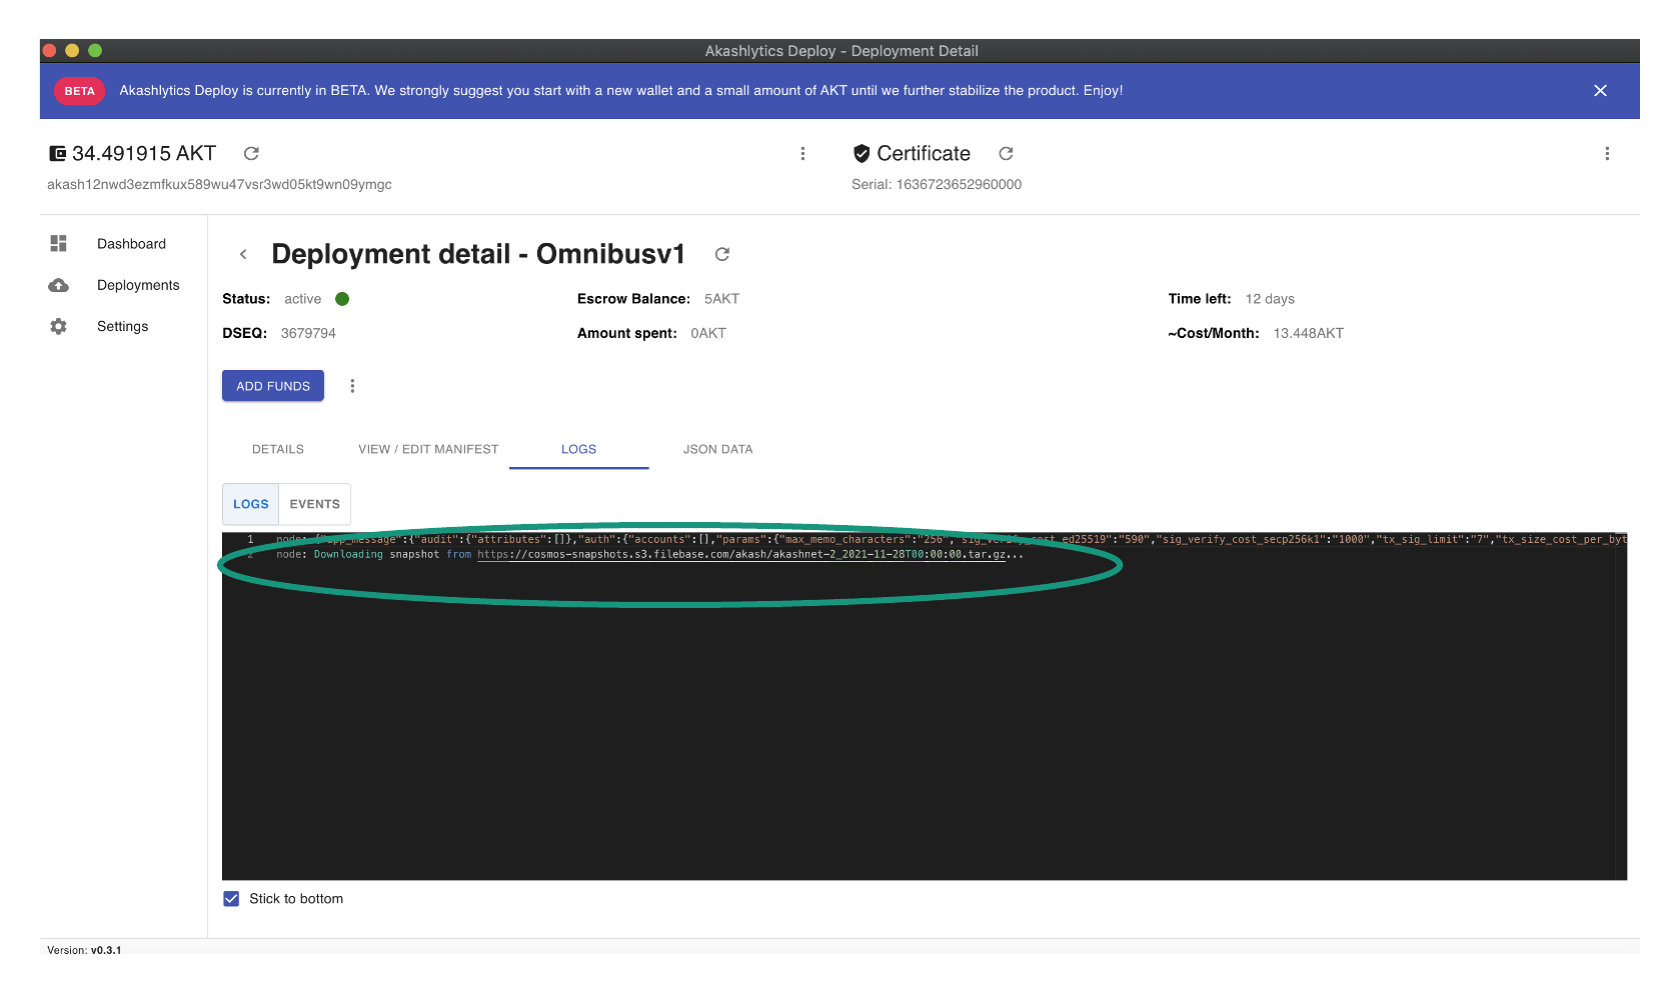 Akashlytics Deploy - Deployment Detail
BETA Akashlytics Deploy is currently in BETA. We strongly suggest you start with a new wallet and a small amount of AKT until we further stabilize the product. Enjoy!
34.491915 AKT
akash12nwd3ezmfkux589wu47vsr3wd05kt9wn09ymgc
Certificate
Serial: 1636723652960000
Dashboard
Deployments
Settings
Deployment detail - Omnibusv1
Status: active
Escrow Balance: 5AKT
Time left: 12 days
DSEQ: 3679794
Amount spent: 0AKT
~Cost/Month: 13.448AKT
ADD FUNDS
DETAILS VIEW / EDIT MANIFEST LOGS JSON DATA
LOGS EVENTS
1 node: {"app_message":{"audit":{"attributes":[]},"auth":{"accounts":[],"params":{"max_memo_characters":"256","sig_verify_cost_ed25519":"590","sig_verify_cost_secp256k1":"1000","tx_sig_limit":"7","tx_size_cost_per_byt
2 node: Downloading snapshot from https://cosmos-snapshots.s3.filebase.com/akash/akashnet-2_2021-11-28T00:00:00.tar.gz...
Stick to bottom
Version: v0.3.1